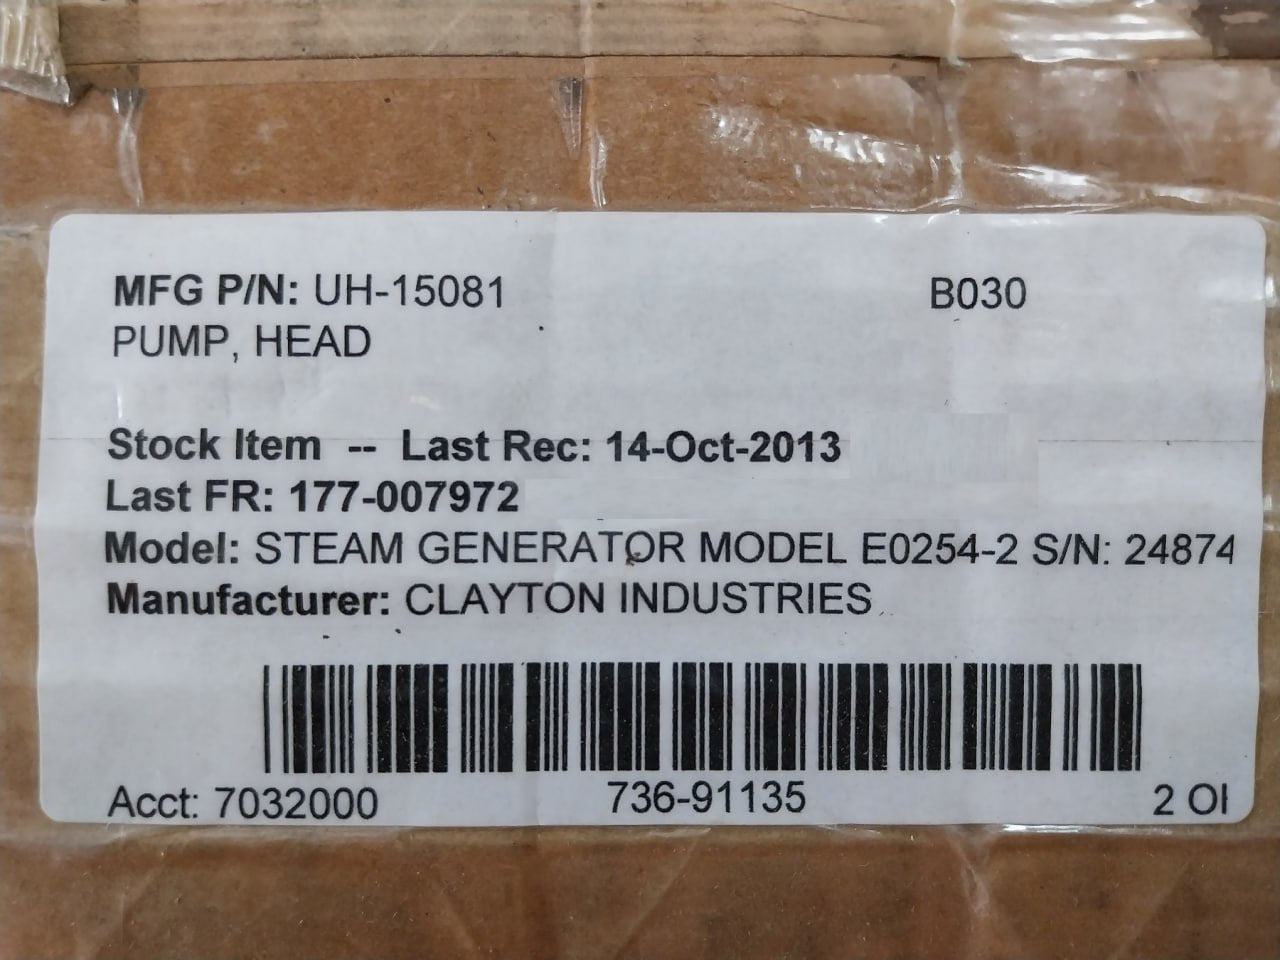 MFG P/N: UH-15081 B030
PUMP, HEAD
Stock Item -- Last Rec: 14-Oct-2013
Last FR: 177-007972
Model: STEAM GENERATOR MODEL E0254-2 S/N: 24874
Manufacturer: CLAYTON INDUSTRIES
Acct: 7032000 736-91135 2 OI